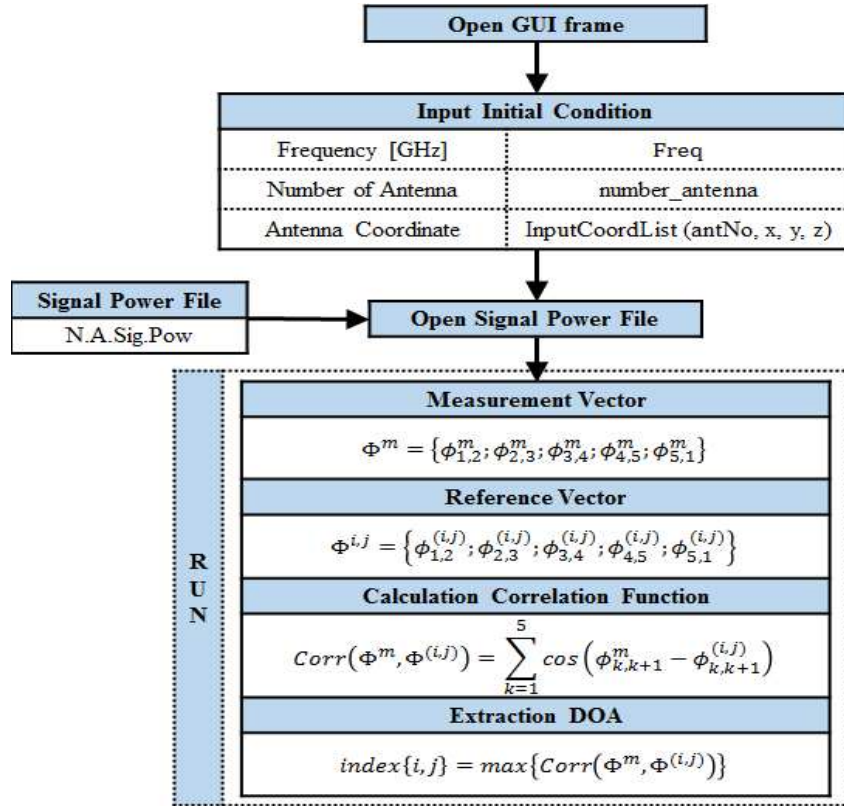 Open GUI frame
Input Initial Condition
Frequency [GHz] Freq
Number of Antenna number_antenna
Antenna Coordinate InputCoordList (antNo, x, y, z)
Signal Power File
N.A.Sig.Pow
Open Signal Power File
RUN
Measurement Vector
Φ^m = {ϕ^m_{1,2}; ϕ^m_{2,3}; ϕ^m_{3,4}; ϕ^m_{4,5}; ϕ^m_{5,1}}
Reference Vector
Φ^{i,j} = {ϕ^{(i,j)}_{1,2}; ϕ^{(i,j)}_{2,3}; ϕ^{(i,j)}_{3,4}; ϕ^{(i,j)}_{4,5}; ϕ^{(i,j)}_{5,1}}
Calculation Correlation Function
Corr(Φ^m, Φ^{(i,j)}) = ∑_{k=1}^{5} cos(ϕ^m_{k,k+1} − ϕ^{(i,j)}_{k,k+1})
Extraction DOA
index{i,j} = max{Corr(Φ^m, Φ^{(i,j)})}